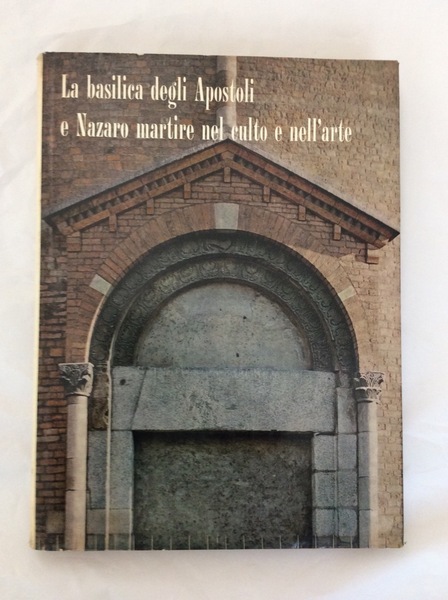 La basilica degli Apostoli
e Nazaro martire nel culto e nell'arte